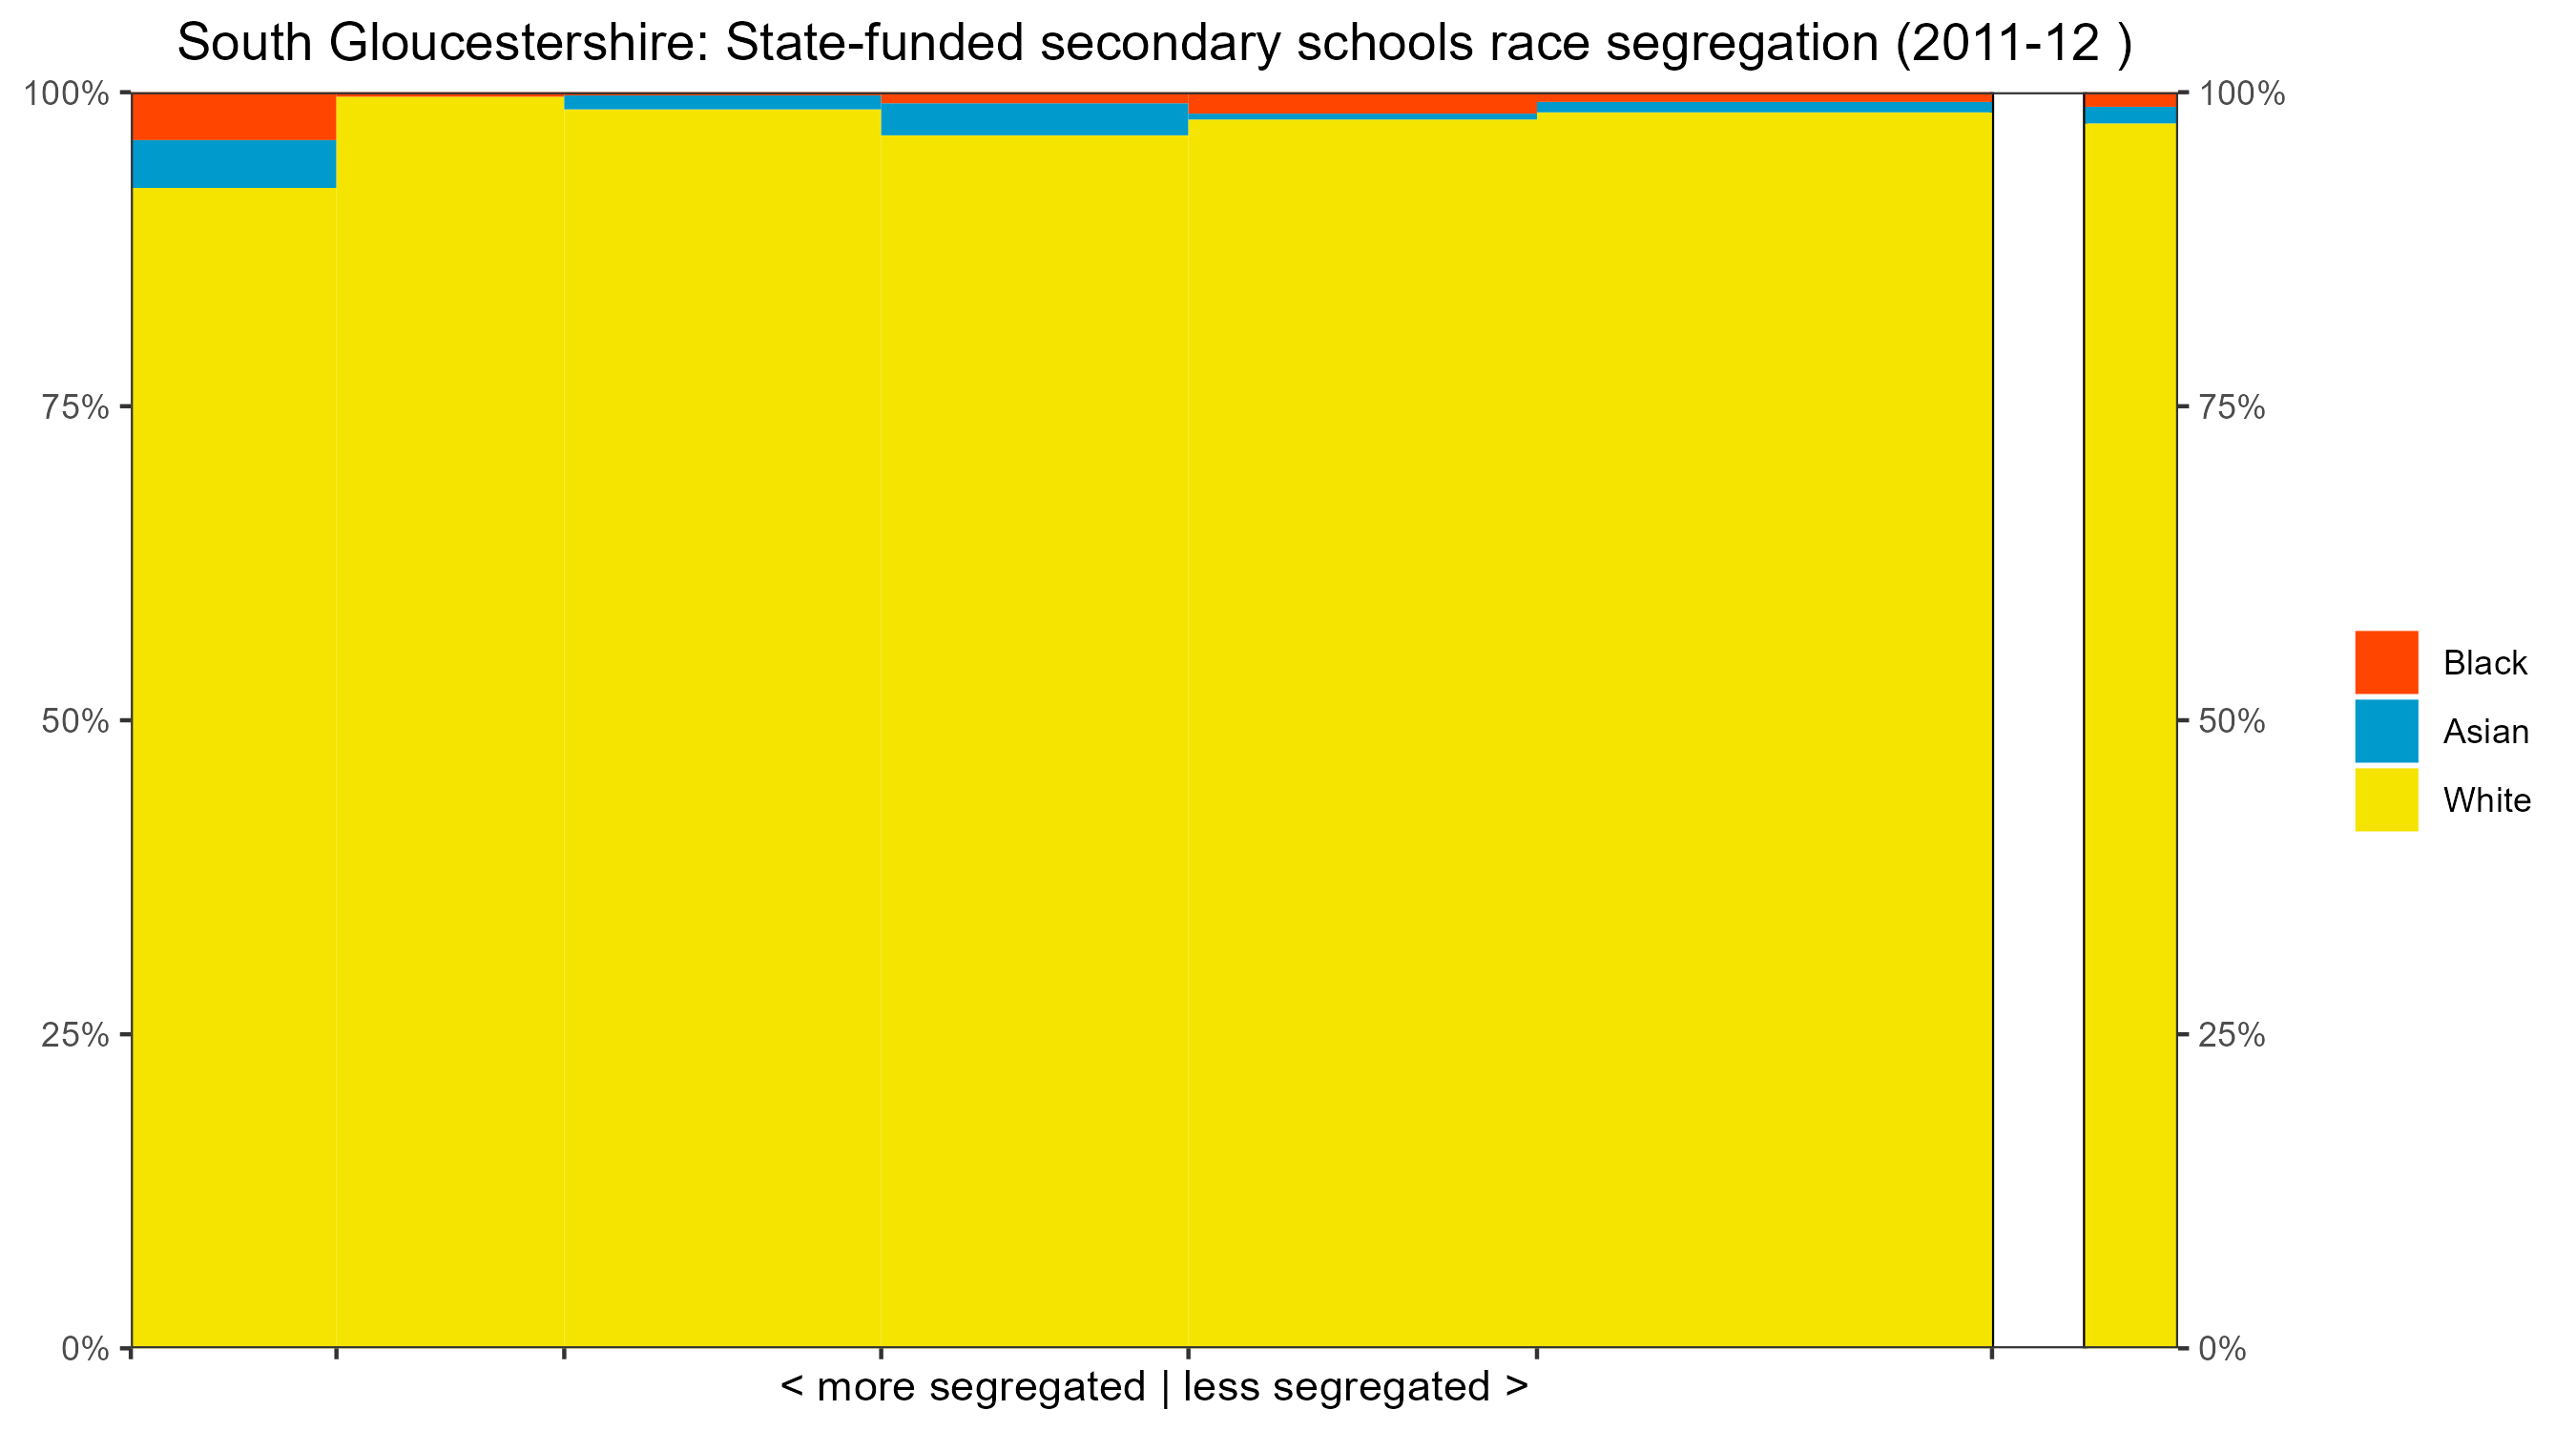 South Gloucestershire: State-funded secondary schools race segregation (2011-12 )
100%
75%
50%
25%
0%
100%
75%
50%
25%
0%
< more segregated | less segregated >
Black
Asian
White